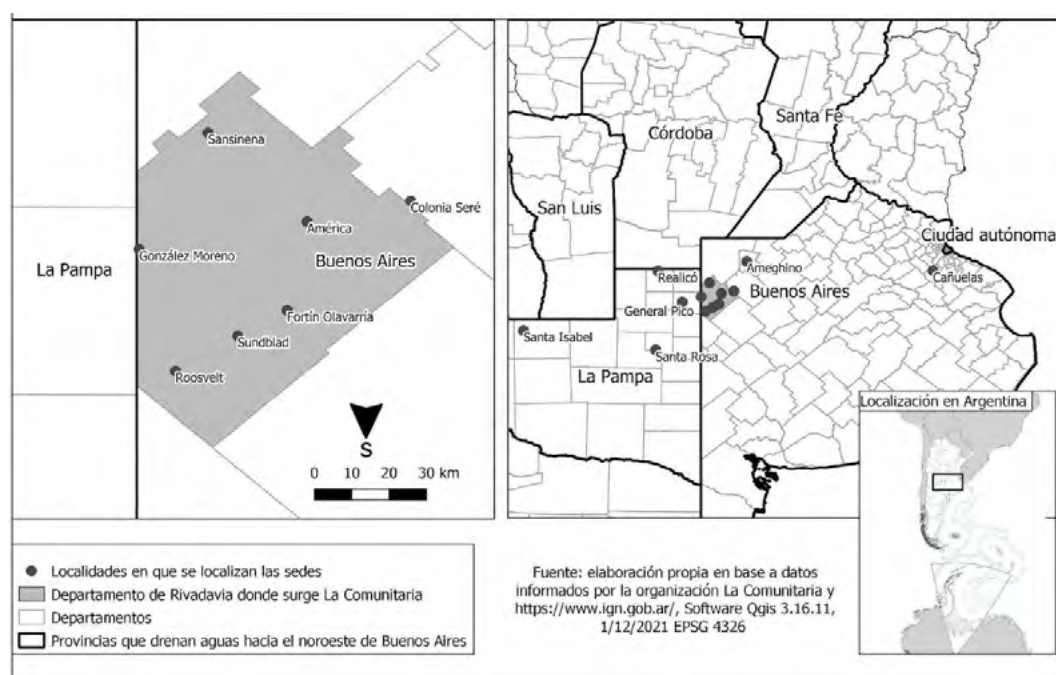 Sansinena
Colonia Seré
América
La Pampa
González Moreno
Buenos Aires
Fortín Olavarría
Sundblad
Roosvelt
S
0 10 20 30 km
Santa Fé
Córdoba
San Luis
Ciudad autónoma
Ameghino
Realicó
Cañuelas
Buenos Aires
General Pico
Santa Isabel
Santa Rosa
La Pampa
Localización en Argentina
Localidades en que se localizan las sedes
Departamento de Rivadavia donde surge La Comunitaria
Departamentos
Provincias que drenan aguas hacia el noroeste de Buenos Aires
Fuente: elaboración propia en base a datos
informados por la organización La Comunitaria y
https://www.ign.gob.ar/, Software Qgis 3.16.11,
1/12/2021 EPSG 4326